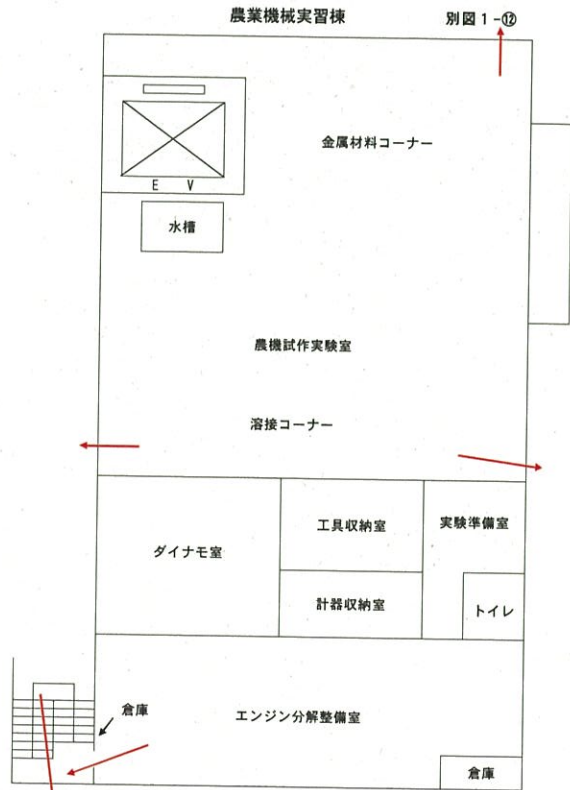 農業機械実習棟
別図1-⑫
金属材料コーナー
E V
水槽
農機試作実験室
溶接コーナー
ダイナモ室
工具収納室
実験準備室
計器収納室
トイレ
倉庫
エンジン分解整備室
倉庫